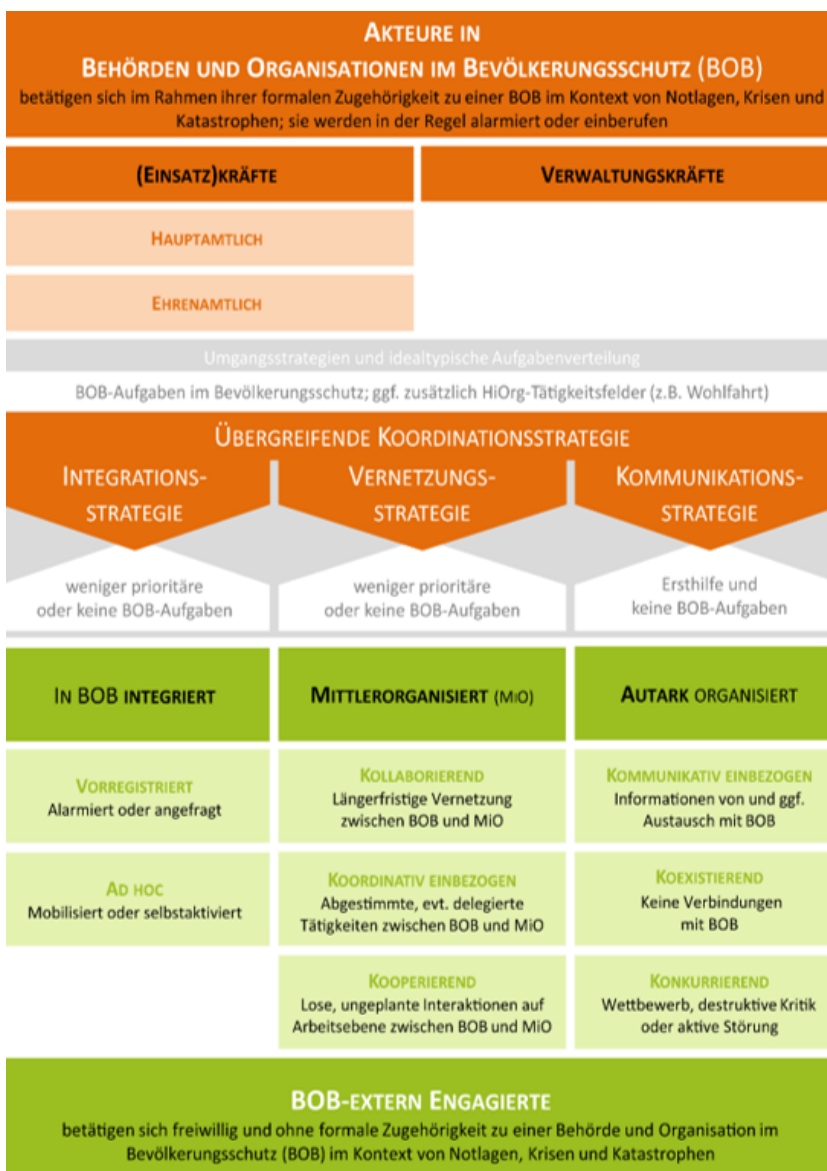 AKTEURE IN
BEHÖRDEN UND ORGANISATIONEN IM BEVÖLKERUNGSSCHUTZ (BOB)
betätigen sich im Rahmen ihrer formalen Zugehörigkeit zu einer BOB im Kontext von Notlagen, Krisen und
Katastrophen; sie werden in der Regel alarmiert oder einberufen
(EINSATZ)KRÄFTE
VERWALTUNGSKRÄFTE
HAUPTAMTLICH
EHRENAMTLICH
Umgangsstrategien und idealtypische Aufgabenverteilung
BOB-Aufgaben im Bevölkerungsschutz; ggf. zusätzlich HiOrg-Tätigkeitsfelder (z.B. Wohlfahrt)
ÜBERGREIFENDE KOORDINATIONSSTRATEGIE
INTEGRATIONS-
STRATEGIE
VERNETZUNGS-
STRATEGIE
KOMMUNIKATIONS-
STRATEGIE
weniger prioritäre
oder keine BOB-Aufgaben
weniger prioritäre
oder keine BOB-Aufgaben
Ersthilfe und
keine BOB-Aufgaben
IN BOB INTEGRIERT
MITTLERORGANISIERT (MIO)
AUTARK ORGANISIERT
VORREGISTRIERT
Alarmiert oder angefragt
KOLLABORIEREND
Längerfristige Vernetzung
zwischen BOB und MiO
KOMMUNIKATIV EINBEZOGEN
Informationen von und ggf.
Austausch mit BOB
AD HOC
Mobilisiert oder selbstaktiviert
KOORDINATIV EINBEZOGEN
Abgestimmte, evt. delegierte
Tätigkeiten zwischen BOB und MiO
KOEXISTIEREND
Keine Verbindungen
mit BOB
KOOPERIEREND
Lose, ungeplante Interaktionen auf
Arbeitsebene zwischen BOB und MiO
KONKURRIEREND
Wettbewerb, destruktive Kritik
oder aktive Störung
BOB-EXTERN ENGAGIERTE
betätigen sich freiwillig und ohne formale Zugehörigkeit zu einer Behörde und Organisation im
Bevölkerungsschutz (BOB) im Kontext von Notlagen, Krisen und Katastrophen